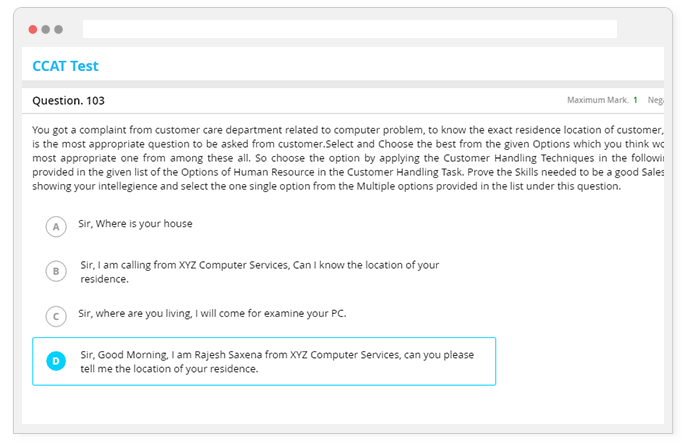 CCAT Test
Question. 103
Maximum Mark. 1
You got a complaint from customer care department related to computer problem, to know the exact residence location of customer,
is the most appropriate question to be asked from customer.Select and Choose the best from the given Options which you think
most appropriate one from among these all. So choose the option by applying the Customer Handling Techniques in the
provided in the given list of the Options of Human Resource in the Customer Handling Task. Prove the Skills needed to be a good
showing your intellegience and select the one single option from the Multiple options provided in the list under this question.
A Sir, Where is your house
B Sir, I am calling from XYZ Computer Services, Can I know the location of your
residence.
C Sir, where are you living, I will come for examine your PC.
D Sir, Good Morning, I am Rajesh Saxena from XYZ Computer Services, can you please
tell me the location of your residence.